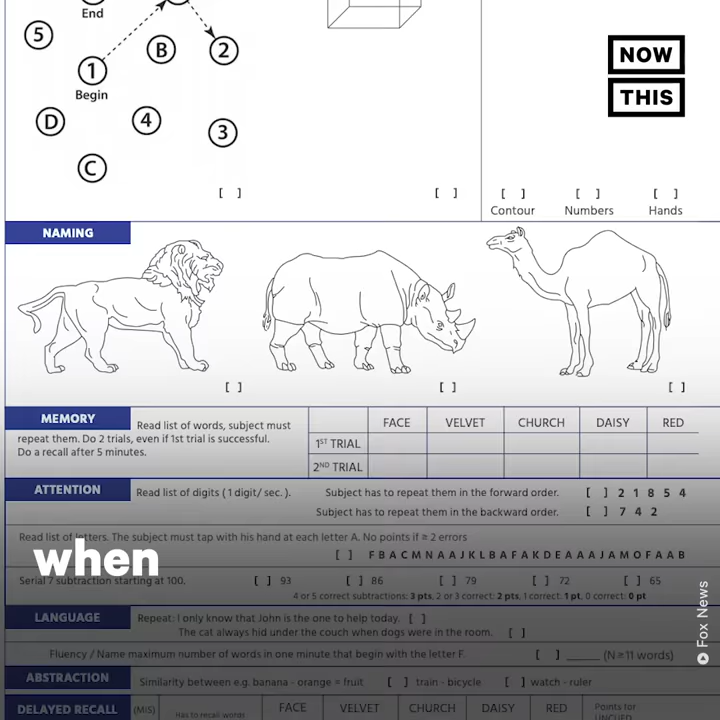 End
NOW
THIS
5
B
2
1
Begin
D
4
3
C
[ ]
[ ]
[ ] [ ] [ ]
Contour Numbers Hands
NAMING
[ ]
[ ]
[ ]
MEMORY
Read list of words, subject must
repeat them. Do 2 trials, even if 1st trial is successful.
Do a recall after 5 minutes.
FACE VELVET CHURCH DAISY RED
1ST TRIAL
2ND TRIAL
ATTENTION
Read list of digits ( 1 digit/ sec. ). Subject has to repeat them in the forward order. [ ] 2 1 8 5 4
Subject has to repeat them in the backward order. [ ] 7 4 2
Read list of letters. The subject must tap with his hand at each letter A. No points if ≥ 2 errors
when
[ ] F B A C M N A A J K L B A F A K D E A A A J A M O F A A B
Serial 7 subtraction starting at 100. [ ] 93 [ ] 86 [ ] 79 [ ] 72 [ ] 65
4 or 5 correct subtractions: 3 pts, 2 or 3 correct: 2 pts, 1 correct: 1 pt, 0 correct: 0 pt
LANGUAGE
Repeat: I only know that John is the one to help today. [ ]
The cat always hid under the couch when dogs were in the room. [ ]
Fluency / Name maximum number of words in one minute that begin with the letter F. [ ] _____ (N ≥ 11 words)
Fox News
ABSTRACTION
Similarity between e.g. banana - orange = fruit [ ] train - bicycle [ ] watch - ruler
DELAYED RECALL
(MIS)
Has to recall words
FACE VELVET CHURCH DAISY RED
Points for
UNCUED